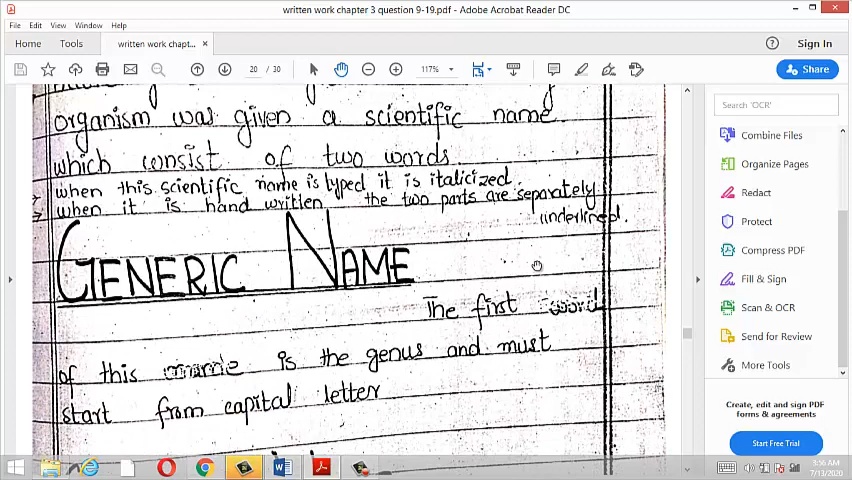 written work chapter 3 question 9-19.pdf - Adobe Acrobat Reader DC
File Edit View Window Help
Home Tools written work chapt... × Sign In
20 / 30 117% Share
organism was given a scientific name
which consist of two words.
when this scientific name is typed it is italicized.
when it is hand written the two parts are separately
underlined.
GENERIC NAME
The first word
of this name is the genus and must
start from capital letter
Search 'OCR'
Combine Files
Organize Pages
Redact
Protect
Compress PDF
Fill & Sign
Scan & OCR
Send for Review
More Tools
Create, edit and sign PDF
forms & agreements
Start Free Trial
3:56 AM
7/13/2020